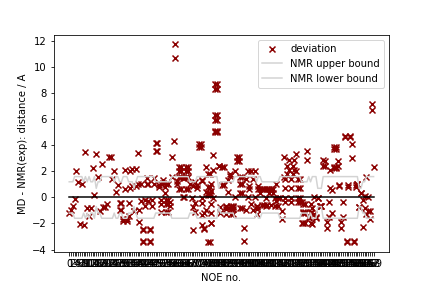 12
10
8
6
4
2
0
−2
−4
MD - NMR(exp): distance / A
deviation
NMR upper bound
NMR lower bound
NOE no.